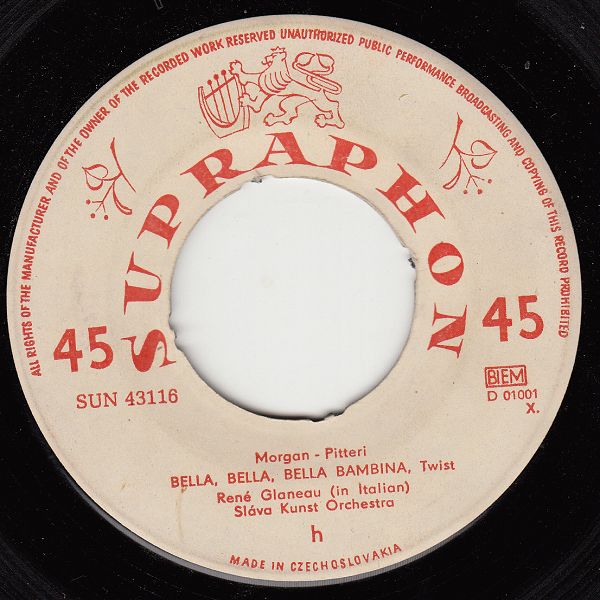 ALL RIGHTS OF THE MANUFACTURER AND OF THE OWNER OF THE RECORDED WORK RESERVED UNAUTHORIZED PUBLIC PERFORMANCE BROADCASTING AND COPYING OF THIS RECORD PROHIBITED
SUPRAPHON
45
45
SUN 43116
BIEM
D 01001
X.
Morgan - Pitteri
BELLA, BELLA, BELLA BAMBINA, Twist
René Glaneau (in Italian)
Sláva Kunst Orchestra
h
MADE IN CZECHOSLOVAKIA